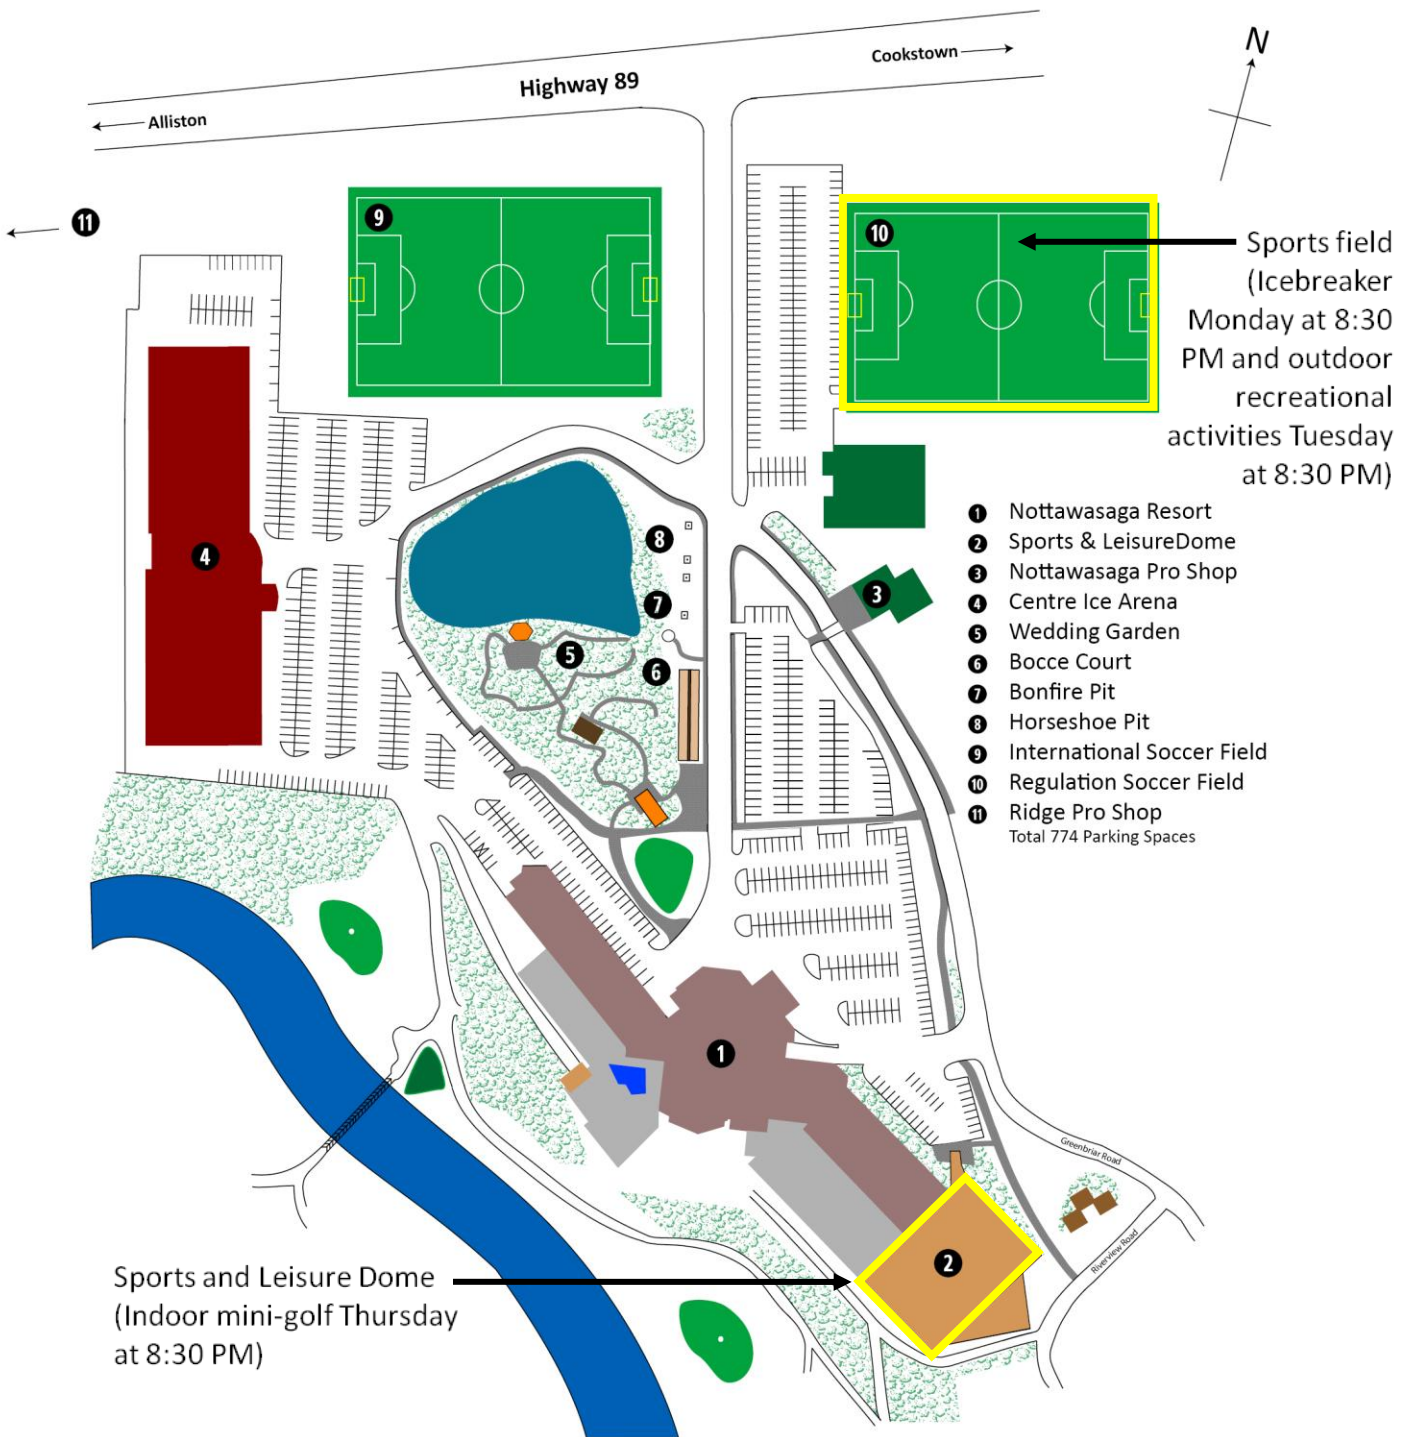 Cookstown
N
Highway 89
Alliston
11
9
10
Sports field
(Icebreaker
Monday at 8:30
PM and outdoor
recreational
activities Tuesday
at 8:30 PM)
4
8
7
5
6
3
1 Nottawasaga Resort
2 Sports & LeisureDome
3 Nottawasaga Pro Shop
4 Centre Ice Arena
5 Wedding Garden
6 Bocce Court
7 Bonfire Pit
8 Horseshoe Pit
9 International Soccer Field
10 Regulation Soccer Field
11 Ridge Pro Shop
Total 774 Parking Spaces
1
Greenbriar Road
Riverview Road
2
Sports and Leisure Dome
(Indoor mini-golf Thursday
at 8:30 PM)